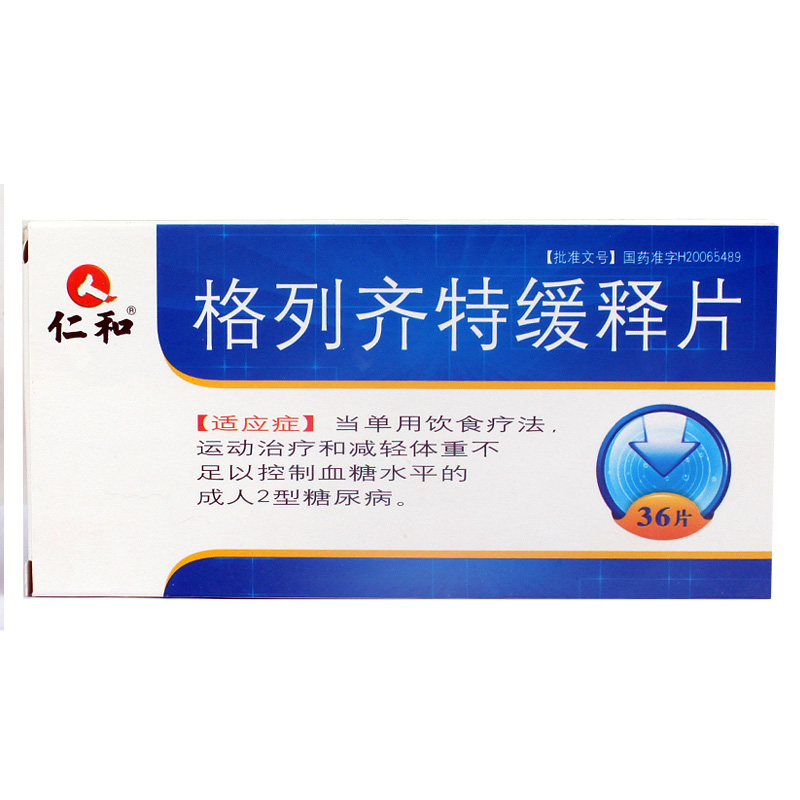 【批准文号】国药准字H20065489
仁和®
格列齐特缓释片
【适应症】当单用饮食疗法,
运动治疗和减轻体重不
足以控制血糖水平的
成人2型糖尿病。
36片